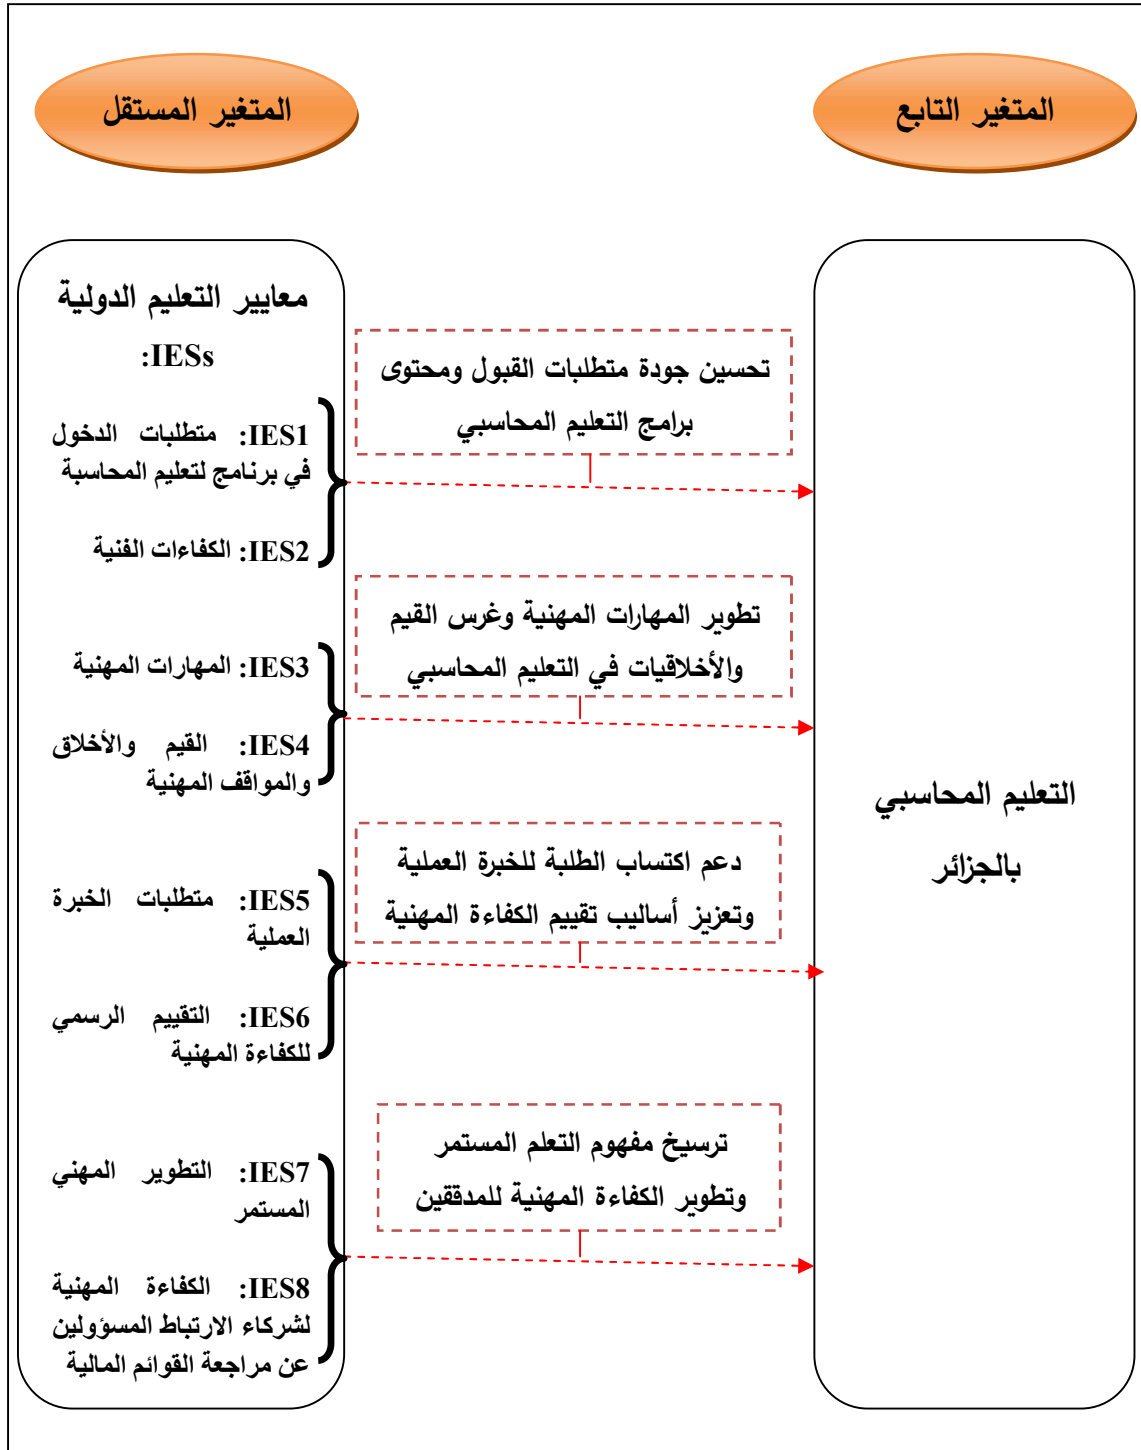 المتغير المستقل
المتغير التابع
معايير التعليم الدولية
IESs:
IES1: متطلبات الدخول
في برنامج لتعليم المحاسبة
IES2: الكفاءات الفنية
IES3: المهارات المهنية
IES4: القيم والأخلاق
والمواقف المهنية
IES5: متطلبات الخبرة
العملية
IES6: التقييم الرسمي
للكفاءة المهنية
IES7: التطوير المهني
المستمر
IES8: الكفاءة المهنية
لشركاء الارتباط المسؤولين
عن مراجعة القوائم المالية
تحسين جودة متطلبات القبول ومحتوى
برامج التعليم المحاسبي
تطوير المهارات المهنية وغرس القيم
والأخلاقيات في التعليم المحاسبي
دعم اكتساب الطلبة للخبرة العملية
وتعزيز أساليب تقييم الكفاءة المهنية
ترسيخ مفهوم التعلم المستمر
وتطوير الكفاءة المهنية للمدققين
التعليم المحاسبي
بالجزائر